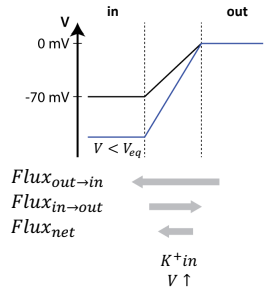 in out
V
0 mV
-70 mV
V < V_eq
Flux_out→in
Flux_in→out
Flux_net
K⁺in
V ↑